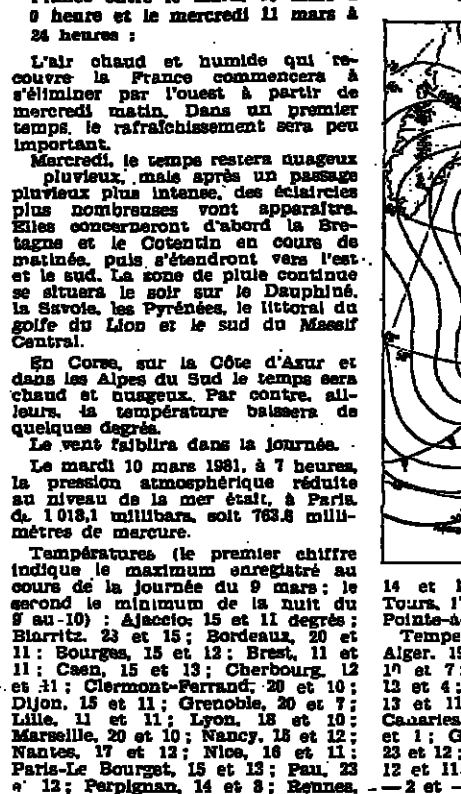 0 heure et le mercredi 11 mars à
24 heures :
L'air chaud et humide qui re-
couvre la France commencera à
s'éliminer par l'ouest à partir de
mercredi matin. Dans un premier
temps, le rafraîchissement sera peu
important.
Mercredi, le temps restera nuageux
pluvieux, mais après un passage
pluvieux plus intense, des éclaircies
plus nombreuses vont apparaître.
Elles concerneront d'abord la Bre-
tagne et le Cotentin en cours de
matinée, puis s'étendront vers l'est
et le sud. La zone de pluie continue
se situera le soir sur le Dauphiné,
la Savoie, les Pyrénées, le littoral du
golfe du Lion et le sud du Massif
Central.
En Corse, sur la Côte d'Azur et
dans les Alpes du Sud le temps sera
chaud et nuageux. Par contre, ail-
leurs, la température baissera de
quelques degrés.
Le vent faiblira dans la journée.
Le mardi 10 mars 1981, à 7 heures,
la pression atmosphérique réduite
au niveau de la mer était, à Paris,
de 1 018,1 millibars, soit 763,6 milli-
mètres de mercure.
Températures (le premier chiffre
indique le maximum enregistré au
cours de la journée du 9 mars ; le
second le minimum de la nuit du
9 au 10) : Ajaccio, 15 et 11 degrés ;
Biarritz, 23 et 15 ; Bordeaux, 20 et
11 ; Bourges, 15 et 12 ; Brest, 11 et
11 ; Caen, 15 et 13 ; Cherbourg, 12
et 11 ; Clermont-Ferrand, 20 et 10 ;
Dijon, 15 et 11 ; Grenoble, 20 et 7 ;
Lille, 11 et 11 ; Lyon, 18 et 10 ;
Marseille, 20 et 10 ; Nancy, 15 et 12 ;
Nantes, 17 et 12 ; Nice, 16 et 11 ;
Paris-Le Bourget, 15 et 13 ; Pau, 23
et 12 ; Perpignan, 14 et 8 ; Rennes,
14 et
Tours,
Pointe-à
Tempe
Alger, 1
10 et 7
12 et 4
13 et 11
Canaries
et 1 ; G
23 et 12
12 et 11
— 2 et —